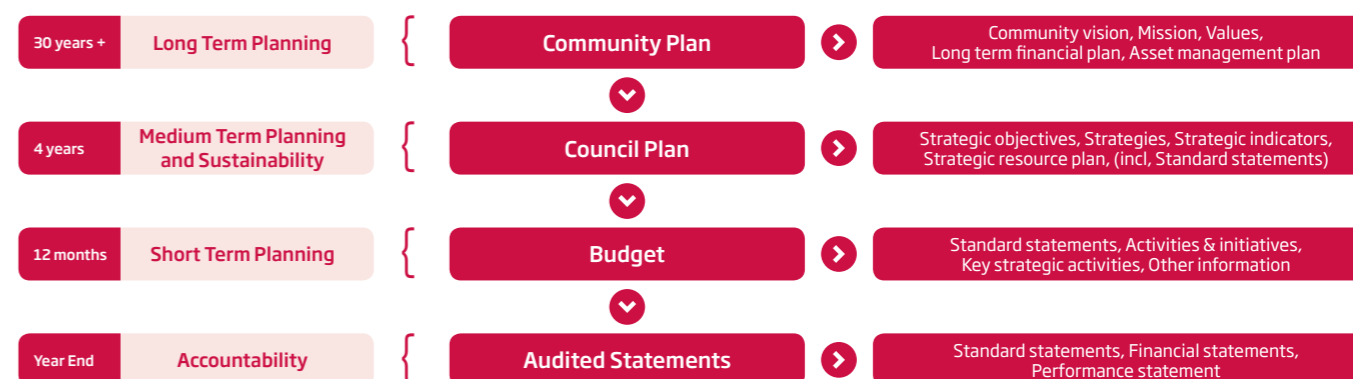 30 years +
Long Term Planning
Community Plan
Community vision, Mission, Values,
Long term financial plan, Asset management plan
4 years
Medium Term Planning
and Sustainability
Council Plan
Strategic objectives, Strategies, Strategic indicators,
Strategic resource plan, (incl, Standard statements)
12 months
Short Term Planning
Budget
Standard statements, Activities & initiatives,
Key strategic activities, Other information
Year End
Accountability
Audited Statements
Standard statements, Financial statements,
Performance statement